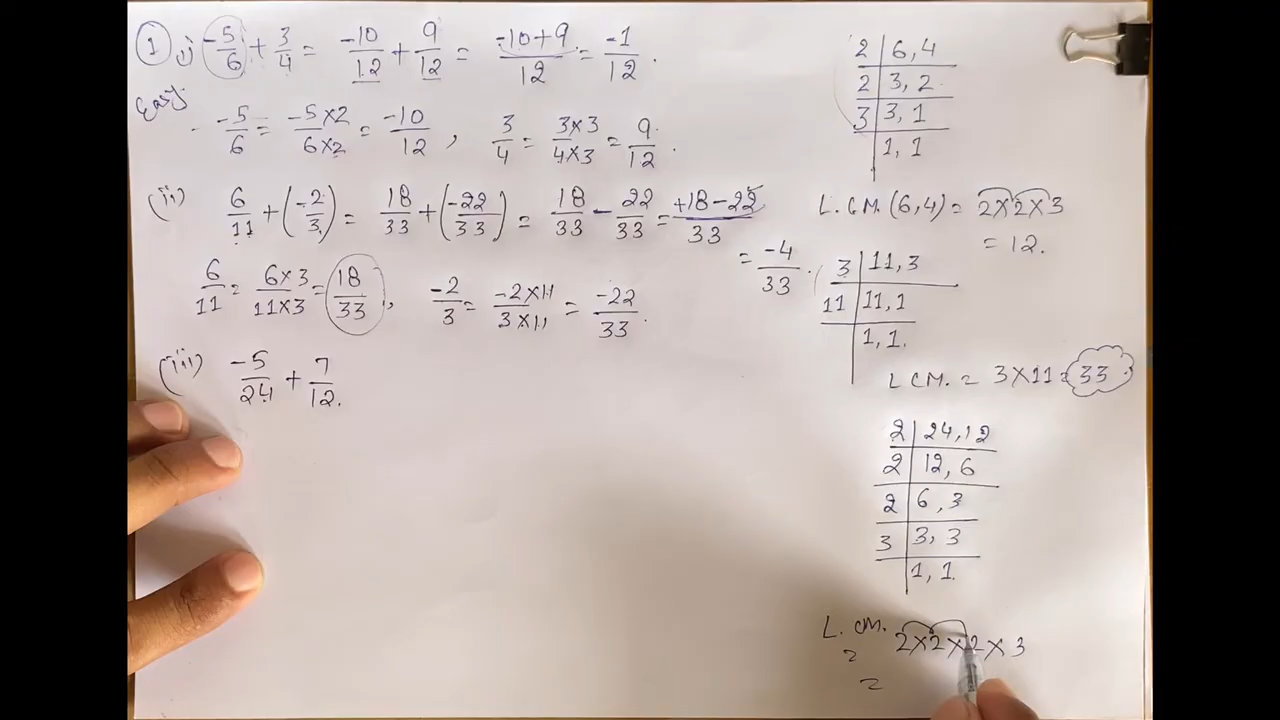 ① i) -5/6 + 3/4 = -10/12 + 9/12 = -10+9/12 = -1/12.
Easy
-5/6 = -5×2/6×2 = -10/12, 3/4 = 3×3/4×3 = 9/12.
(ii) 6/11 + (-2/3) = 18/33 + (-22/33) = 18/33 - 22/33 = +18-22/33
= -4/33.
6/11 = 6×3/11×3 = 18/33, -2/3 = -2×11/3×11 = -22/33.
(iii) -5/24 + 7/12.
2 | 6, 4
2 | 3, 2
3 | 3, 1
1, 1
L.CM. (6,4) = 2×2×3
= 12.
3 | 11, 3
11 | 11, 1
1, 1.
L CM. = 3×11 = 33
2 | 24, 12
2 | 12, 6
2 | 6, 3
3 | 3, 3
1, 1.
L. CM. = 2×2×2×3
=